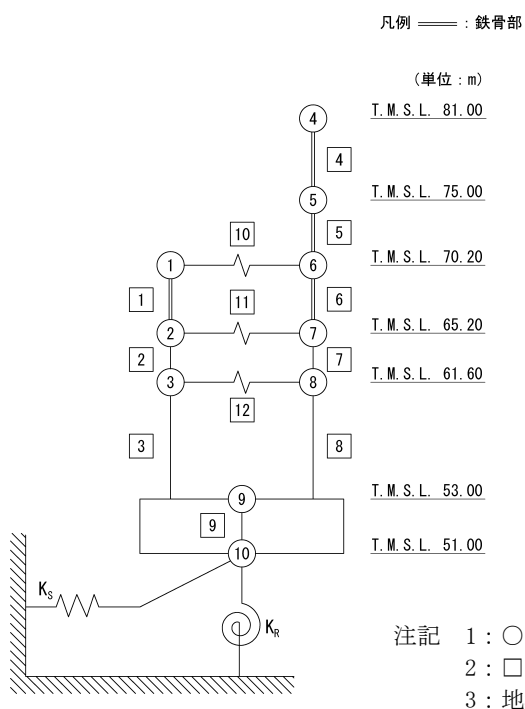 凡例 ═══ : 鉄骨部
(単位:m)
4 T.M.S.L. 81.00
4
5 T.M.S.L. 75.00
10 5
1 6 T.M.S.L. 70.20
1 11 6
2 7 T.M.S.L. 65.20
2 7
3 8 T.M.S.L. 61.60
12
3 8
9 T.M.S.L. 53.00
9
10 T.M.S.L. 51.00
KS
KR
注記 1:○
2:□
3:地